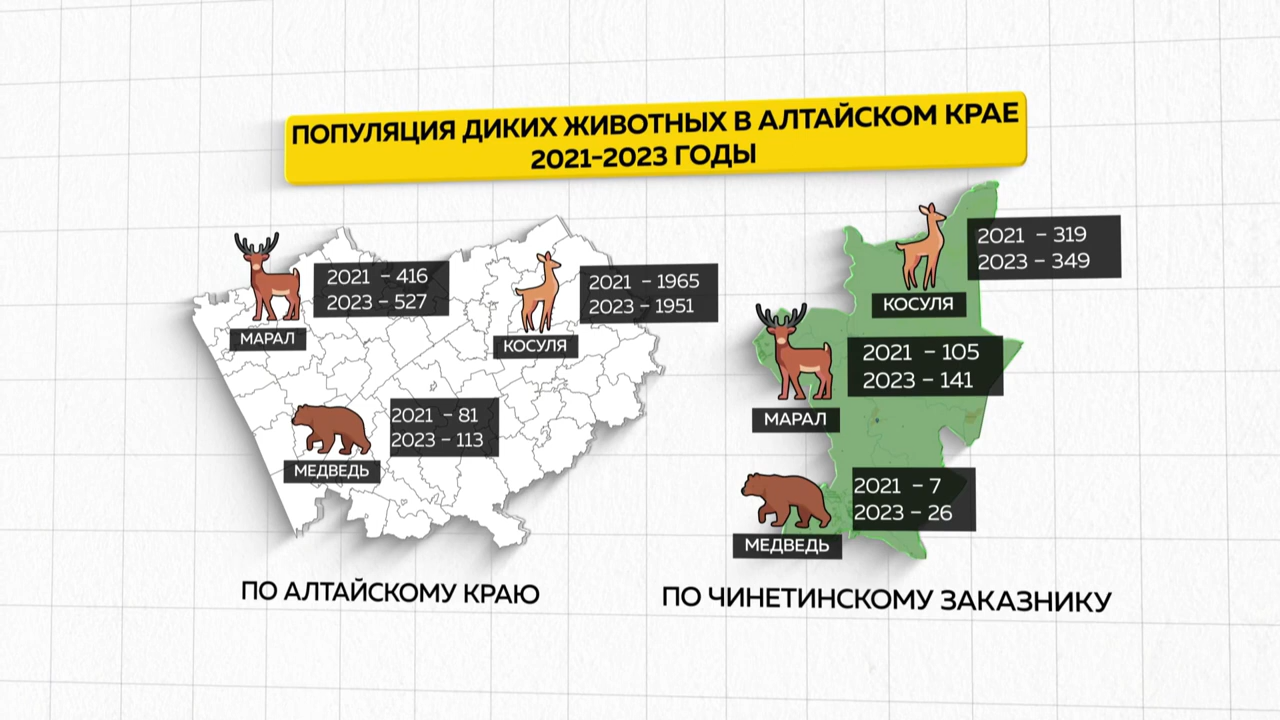 ПОПУЛЯЦИЯ ДИКИХ ЖИВОТНЫХ В АЛТАЙСКОМ КРАЕ
2021-2023 ГОДЫ
2021 - 416
2023 - 527
МАРАЛ
2021 - 1965
2023 - 1951
КОСУЛЯ
2021 - 81
2023 - 113
МЕДВЕДЬ
ПО АЛТАЙСКОМУ КРАЮ
2021 - 319
2023 - 349
КОСУЛЯ
2021 - 105
2023 - 141
МАРАЛ
2021 - 7
2023 - 26
МЕДВЕДЬ
ПО ЧИНЕТИНСКОМУ ЗАКАЗНИКУ